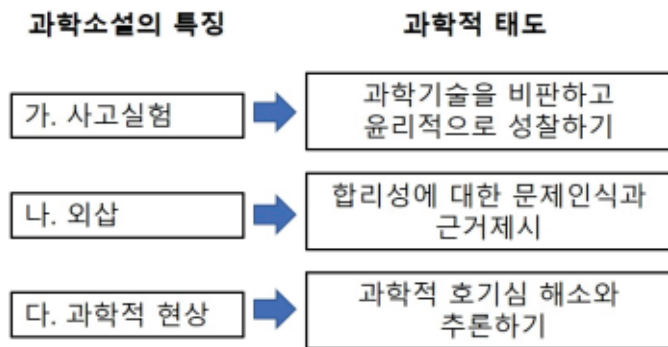 과학소설의 특징
과학적 태도
가. 사고실험
과학기술을 비판하고
윤리적으로 성찰하기
나. 외삽
합리성에 대한 문제인식과
근거제시
다. 과학적 현상
과학적 호기심 해소와
추론하기